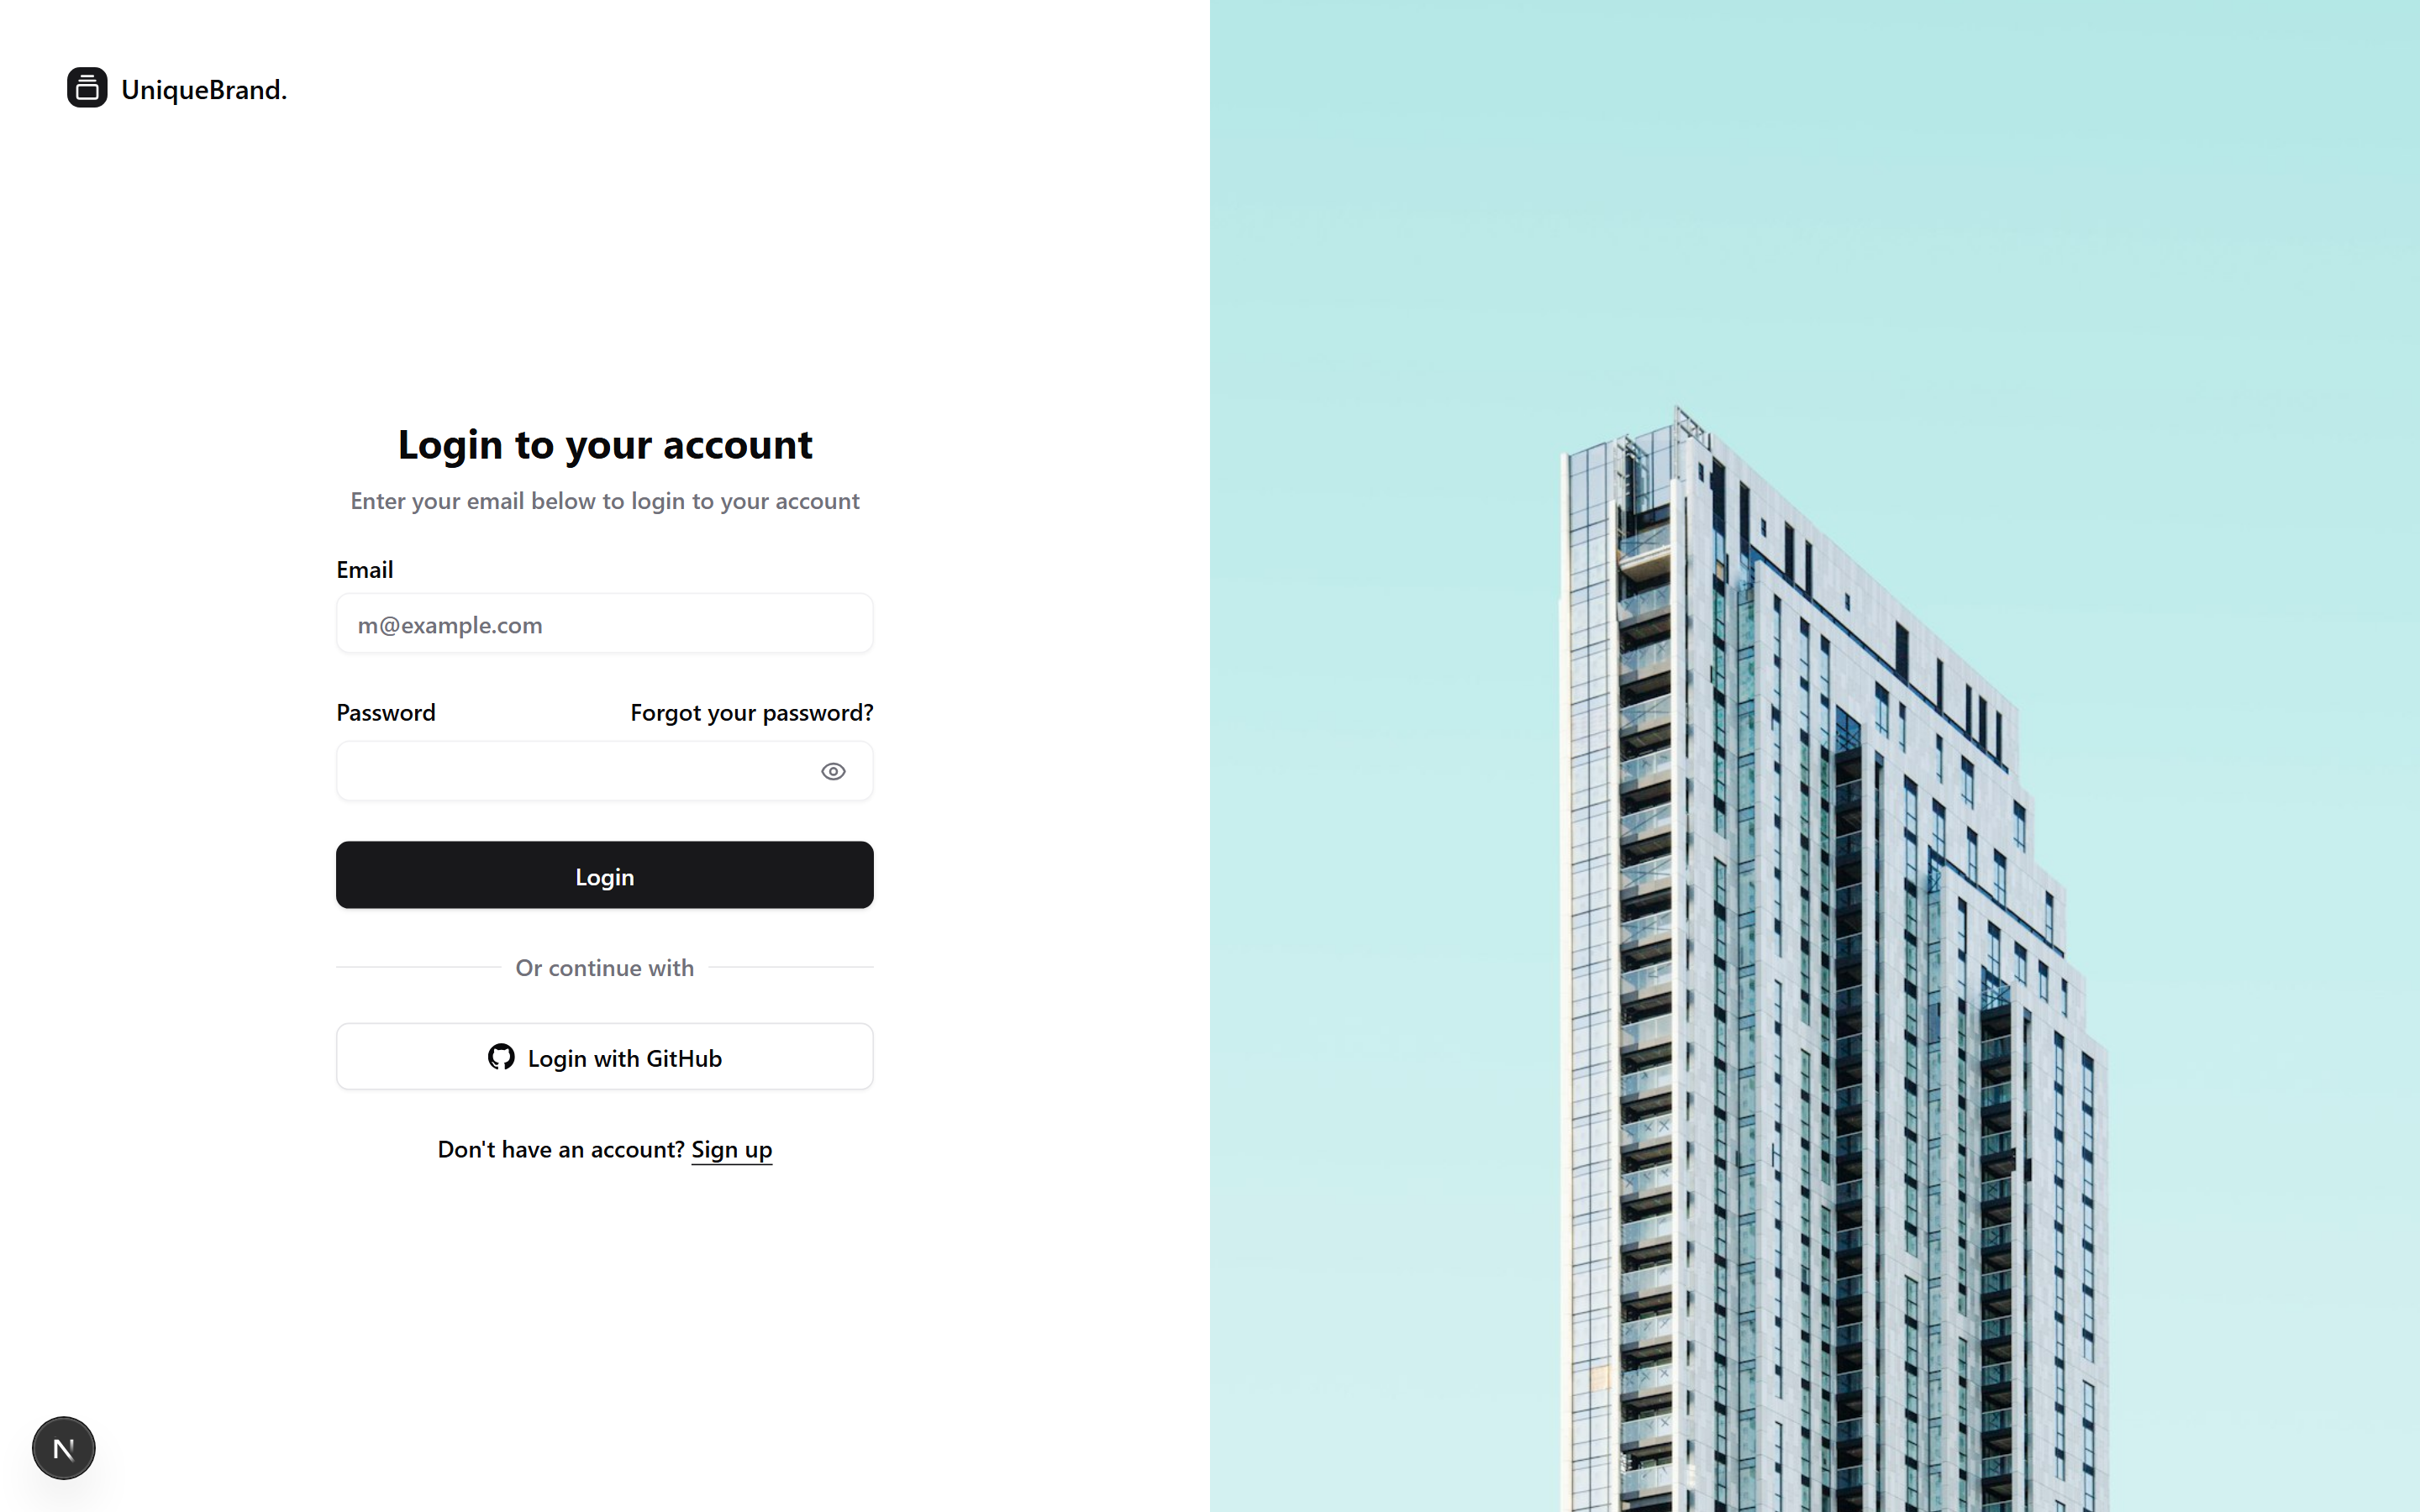 UniqueBrand.
Login to your account
Enter your email below to login to your account
Email
m@example.com
Password
Forgot your password?
Login
Or continue with
Login with GitHub
Don't have an account? Sign up
N